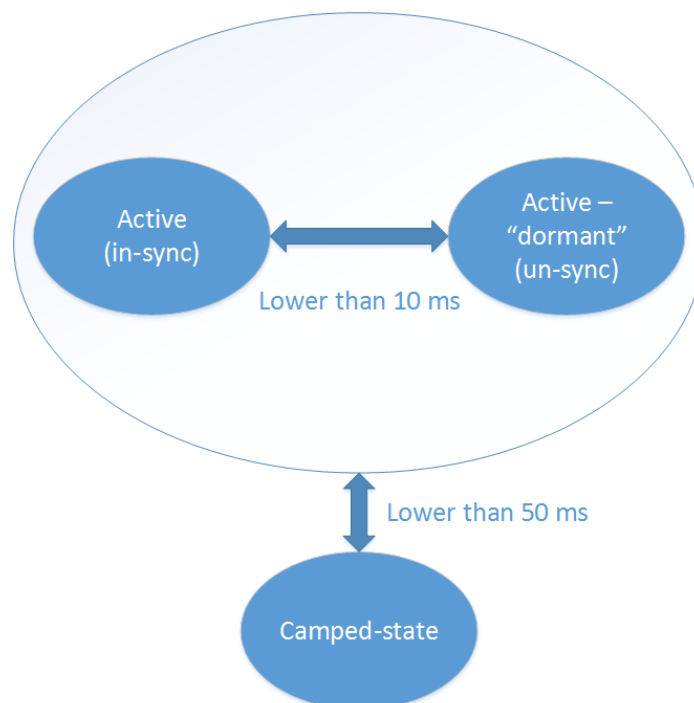 Active
(in-sync)
Active –
“dormant”
(un-sync)
Lower than 10 ms
Lower than 50 ms
Camped-state